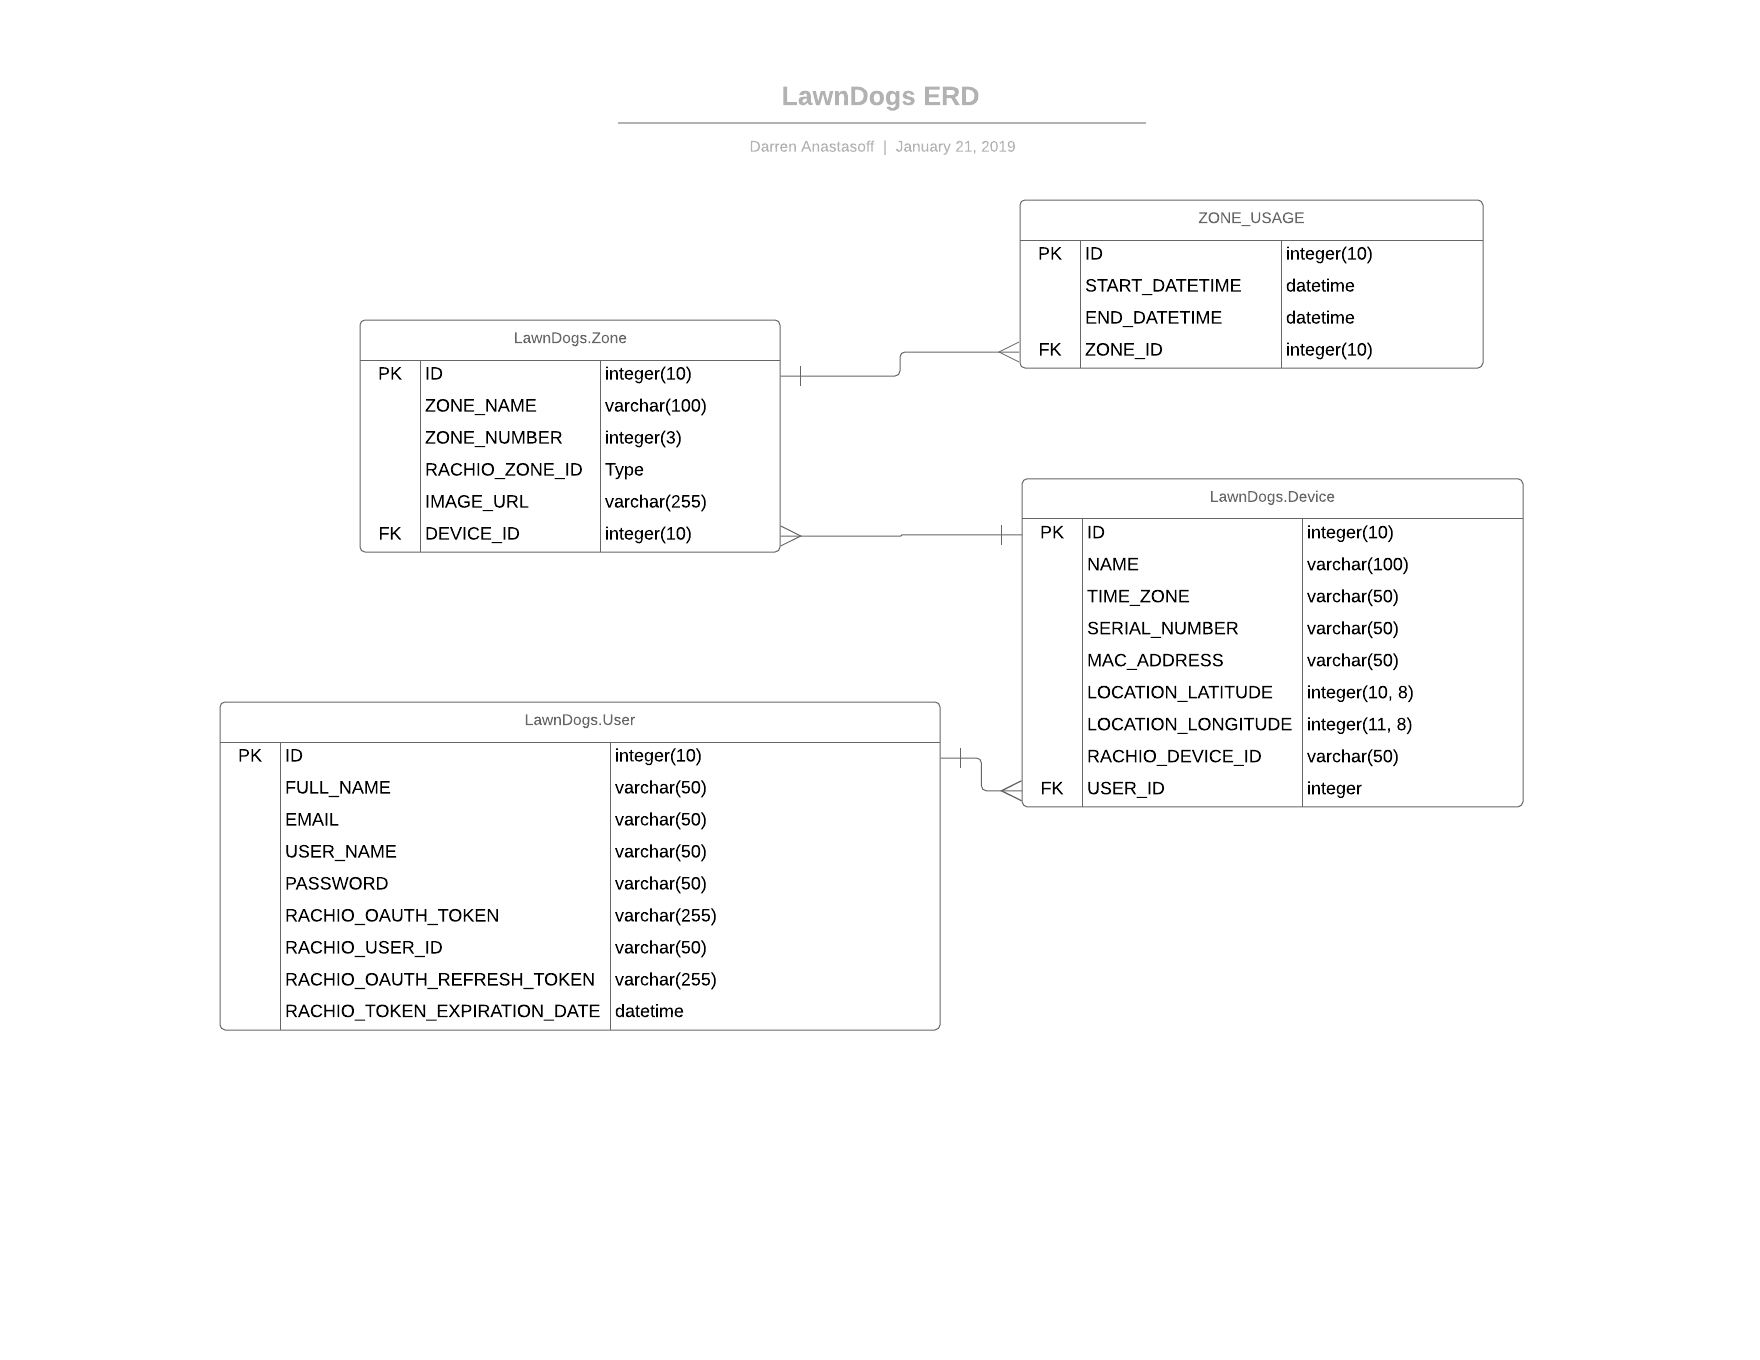 LawnDogs ERD
Darren Anastasoff | January 21, 2019
ZONE_USAGE
PK ID integer(10)
START_DATETIME datetime
END_DATETIME datetime
FK ZONE_ID integer(10)
LawnDogs.Zone
PK ID integer(10)
ZONE_NAME varchar(100)
ZONE_NUMBER integer(3)
RACHIO_ZONE_ID Type
IMAGE_URL varchar(255)
FK DEVICE_ID integer(10)
LawnDogs.Device
PK ID integer(10)
NAME varchar(100)
TIME_ZONE varchar(50)
SERIAL_NUMBER varchar(50)
MAC_ADDRESS varchar(50)
LOCATION_LATITUDE integer(10, 8)
LOCATION_LONGITUDE integer(11, 8)
RACHIO_DEVICE_ID varchar(50)
FK USER_ID integer
LawnDogs.User
PK ID integer(10)
FULL_NAME varchar(50)
EMAIL varchar(50)
USER_NAME varchar(50)
PASSWORD varchar(50)
RACHIO_OAUTH_TOKEN varchar(255)
RACHIO_USER_ID varchar(50)
RACHIO_OAUTH_REFRESH_TOKEN varchar(255)
RACHIO_TOKEN_EXPIRATION_DATE datetime